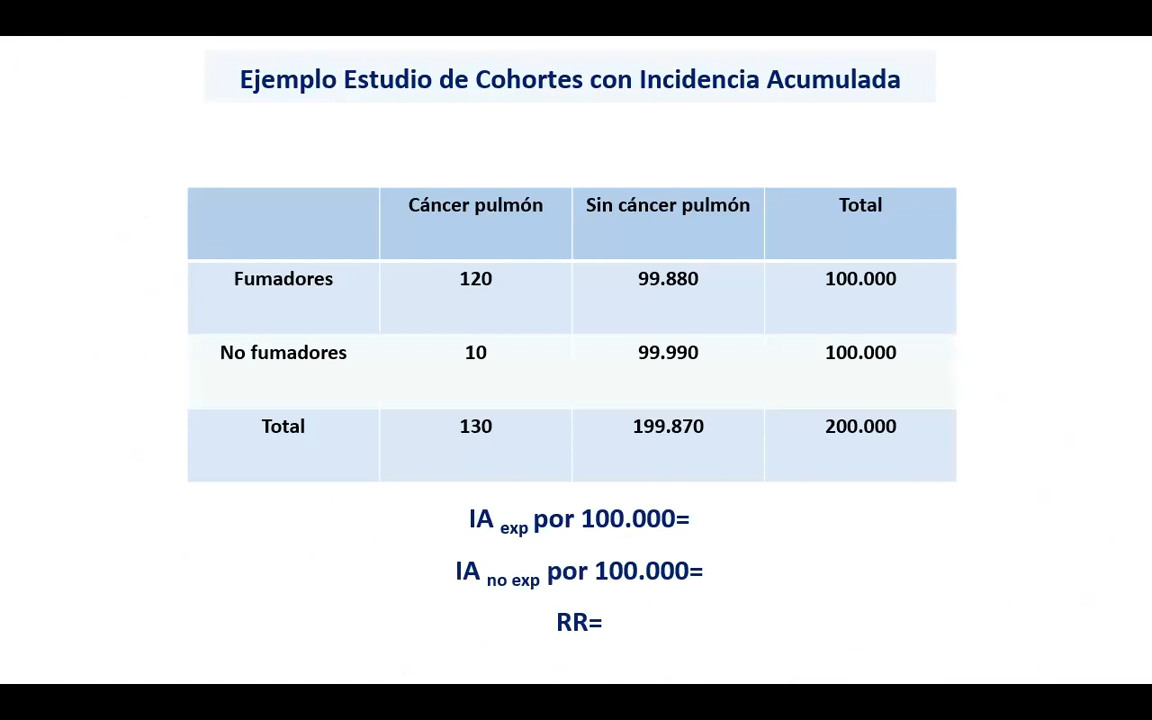 Ejemplo Estudio de Cohortes con Incidencia Acumulada
Cáncer pulmón Sin cáncer pulmón Total
Fumadores 120 99.880 100.000
No fumadores 10 99.990 100.000
Total 130 199.870 200.000
IA exp por 100.000=
IA no exp por 100.000=
RR=